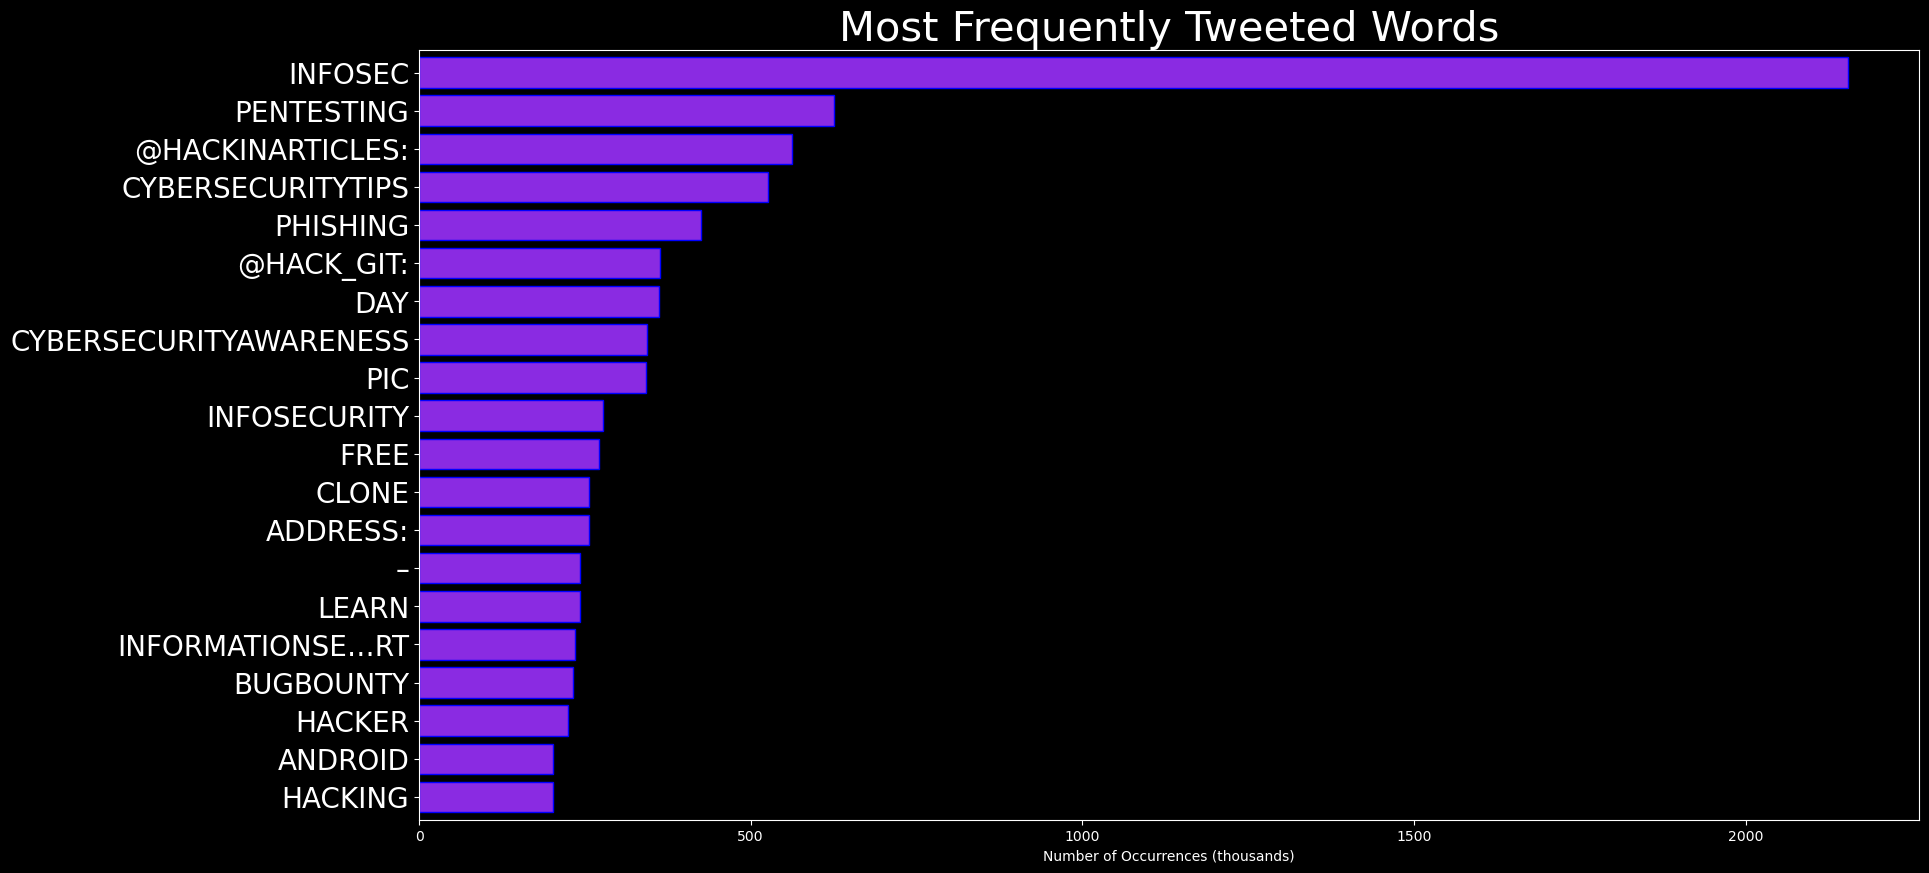 Most Frequently Tweeted Words
INFOSEC
PENTESTING
@HACKINARTICLES:
CYBERSECURITYTIPS
PHISHING
@HACK_GIT:
DAY
CYBERSECURITYAWARENESS
PIC
INFOSECURITY
FREE
CLONE
ADDRESS:
–
LEARN
INFORMATIONSE…RT
BUGBOUNTY
HACKER
ANDROID
HACKING
0 500 1000 1500 2000
Number of Occurrences (thousands)